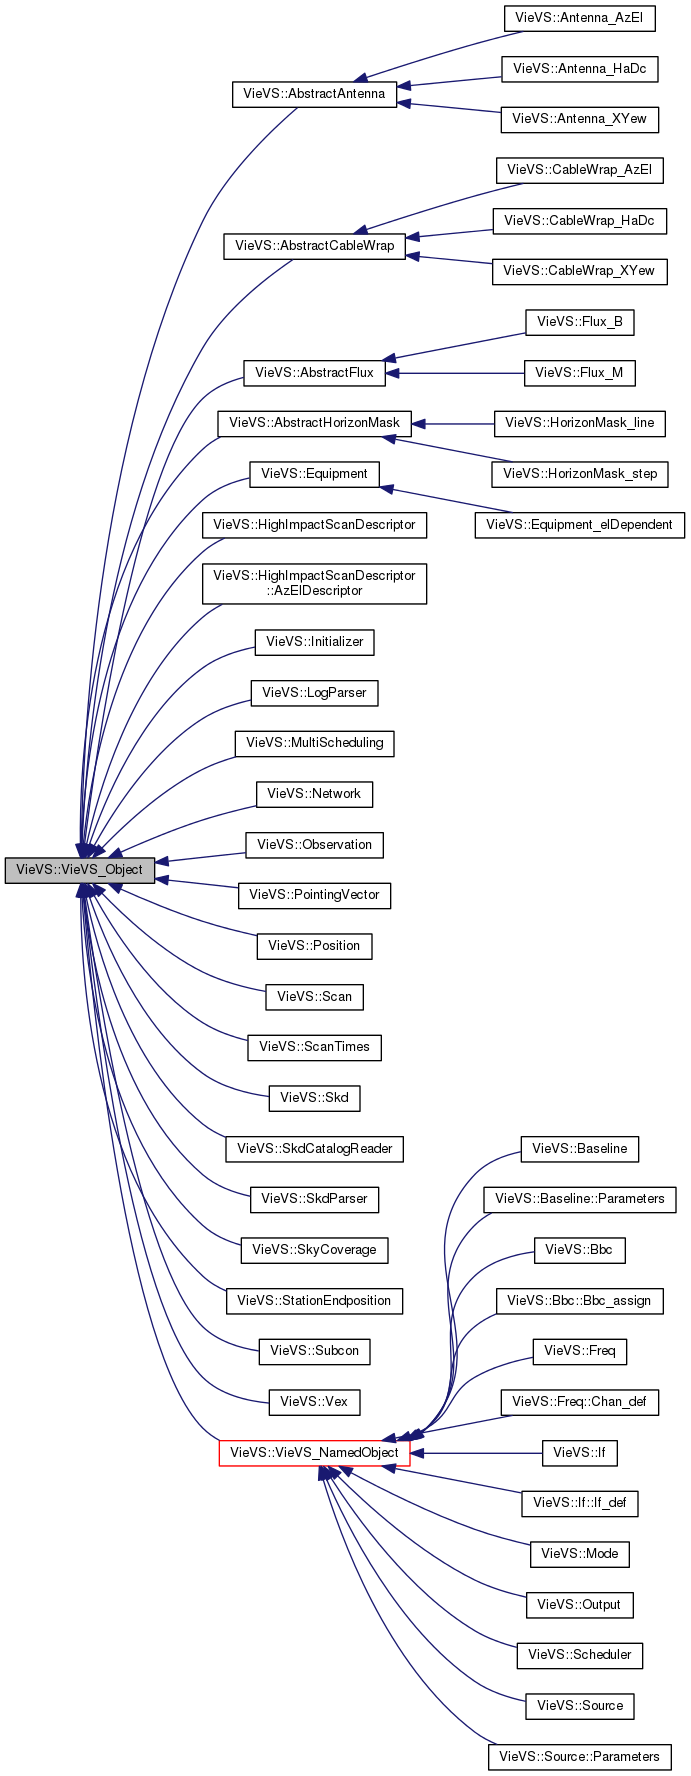 VieVS::Antenna_AzEl
VieVS::Antenna_HaDc
VieVS::AbstractAntenna
VieVS::Antenna_XYew
VieVS::CableWrap_AzEl
VieVS::CableWrap_HaDc
VieVS::AbstractCableWrap
VieVS::CableWrap_XYew
VieVS::Flux_B
VieVS::AbstractFlux
VieVS::Flux_M
VieVS::AbstractHorizonMask
VieVS::HorizonMask_line
VieVS::Equipment
VieVS::HorizonMask_step
VieVS::HighImpactScanDescriptor
VieVS::Equipment_elDependent
VieVS::HighImpactScanDescriptor
::AzElDescriptor
VieVS::Initializer
VieVS::LogParser
VieVS::MultiScheduling
VieVS::Network
VieVS::Observation
VieVS::VieVS_Object
VieVS::PointingVector
VieVS::Position
VieVS::Scan
VieVS::ScanTimes
VieVS::Skd
VieVS::SkdCatalogReader
VieVS::Baseline
VieVS::SkdParser
VieVS::Baseline::Parameters
VieVS::SkyCoverage
VieVS::Bbc
VieVS::StationEndposition
VieVS::Bbc::Bbc_assign
VieVS::Subcon
VieVS::Freq
VieVS::Vex
VieVS::Freq::Chan_def
VieVS::VieVS_NamedObject
VieVS::If
VieVS::If::If_def
VieVS::Mode
VieVS::Output
VieVS::Scheduler
VieVS::Source
VieVS::Source::Parameters